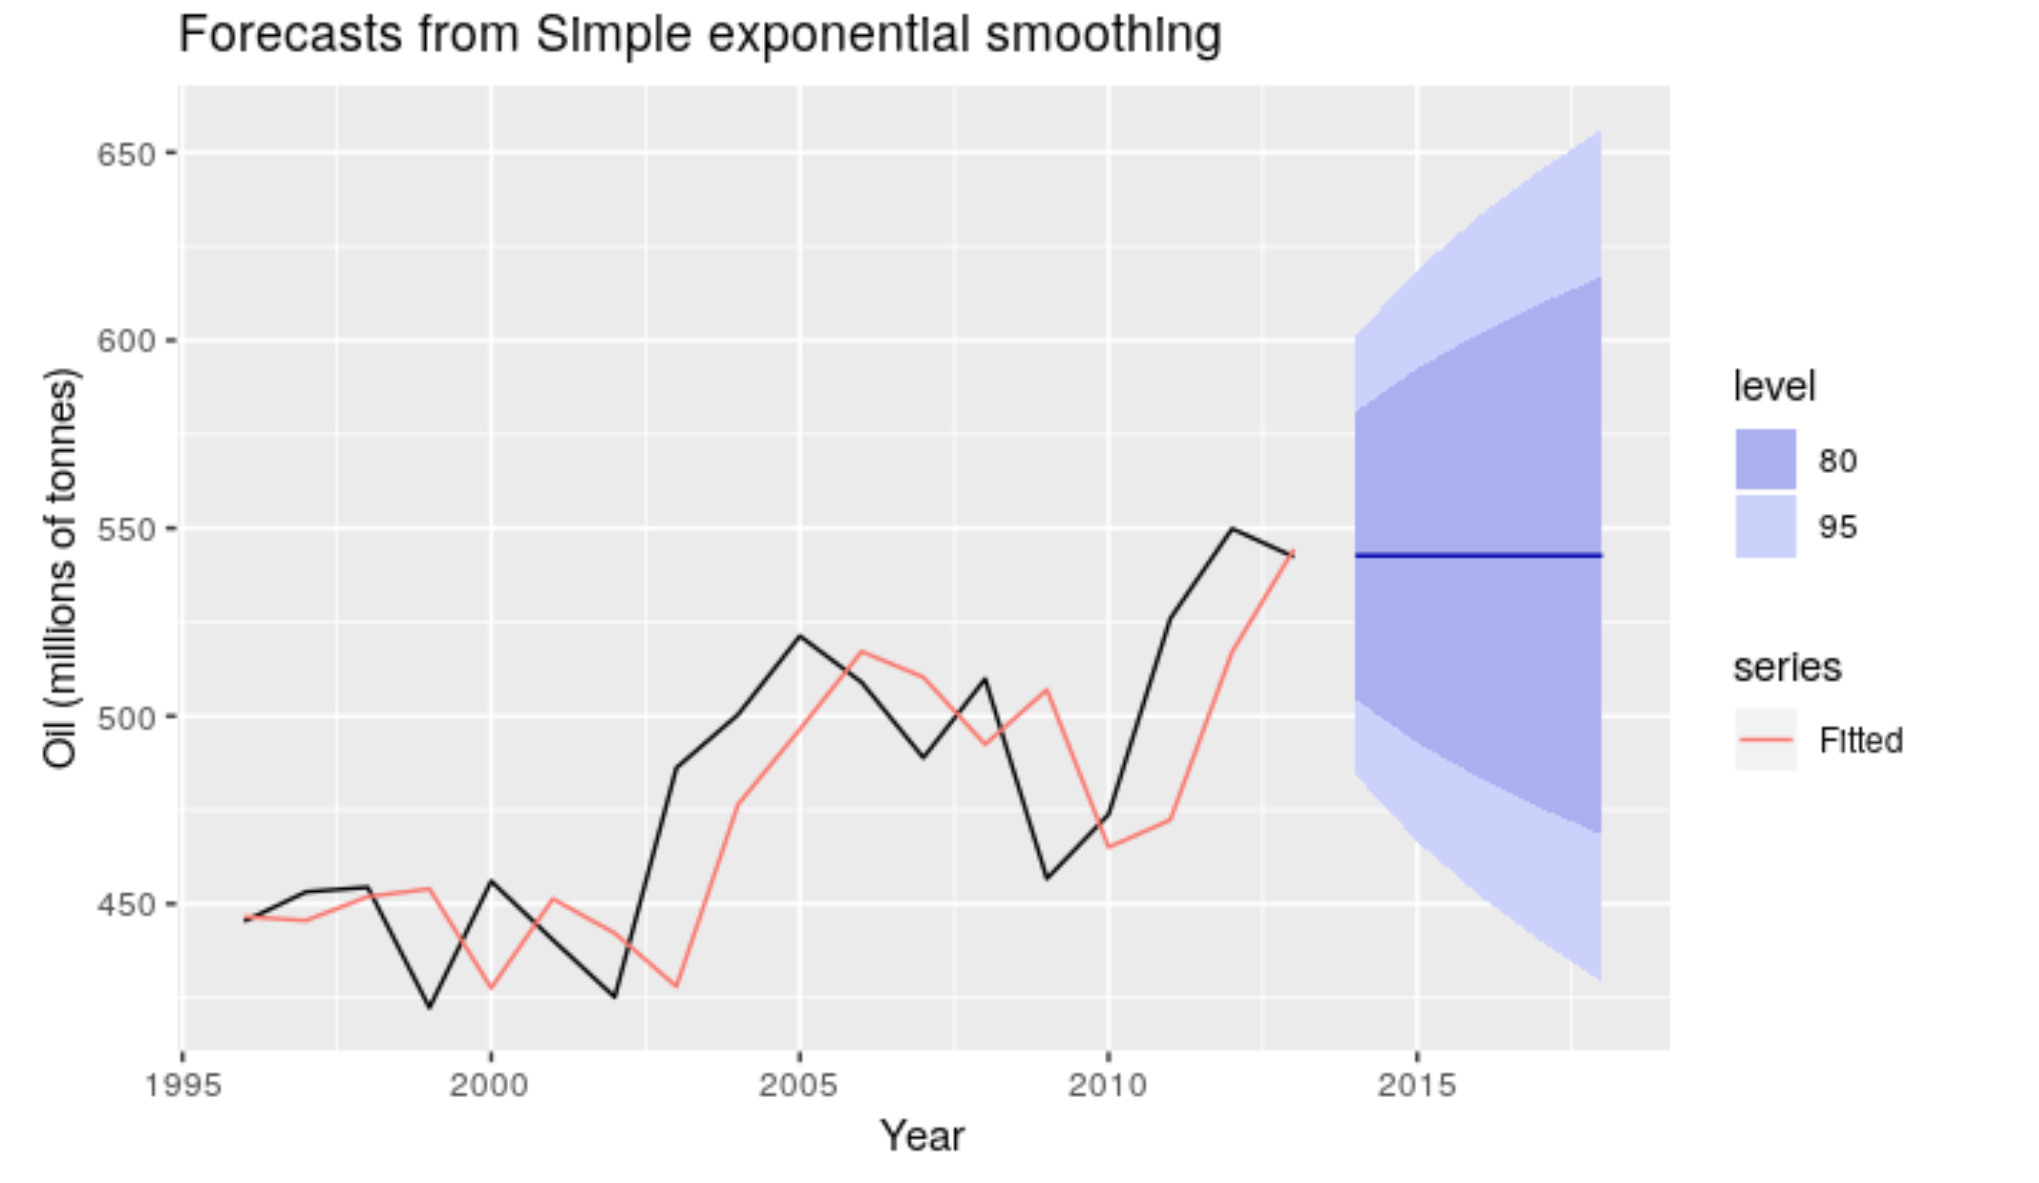 Forecasts from Simple exponential smoothing
Oil (millions of tonnes)
650
600
550
500
450
1995 2000 2005 2010 2015
Year
level
80
95
series
Fitted